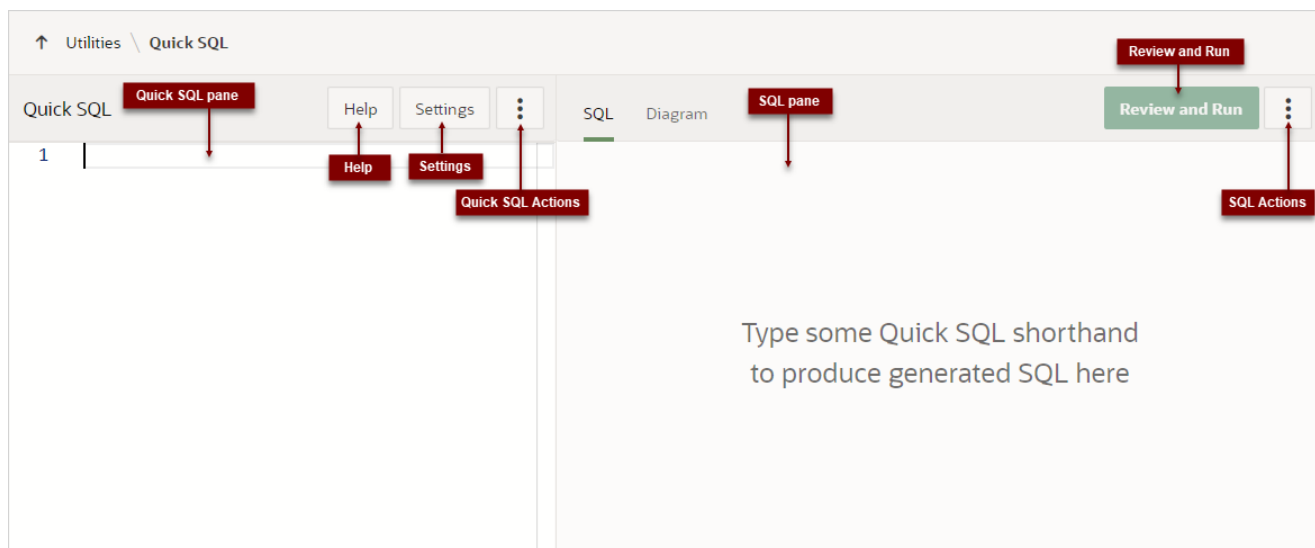 ↑ Utilities \ Quick SQL
Review and Run
Quick SQL
Quick SQL pane
Help
Settings
SQL
Diagram
SQL pane
Review and Run
1
Help
Settings
Quick SQL Actions
SQL Actions
Type some Quick SQL shorthand
to produce generated SQL here